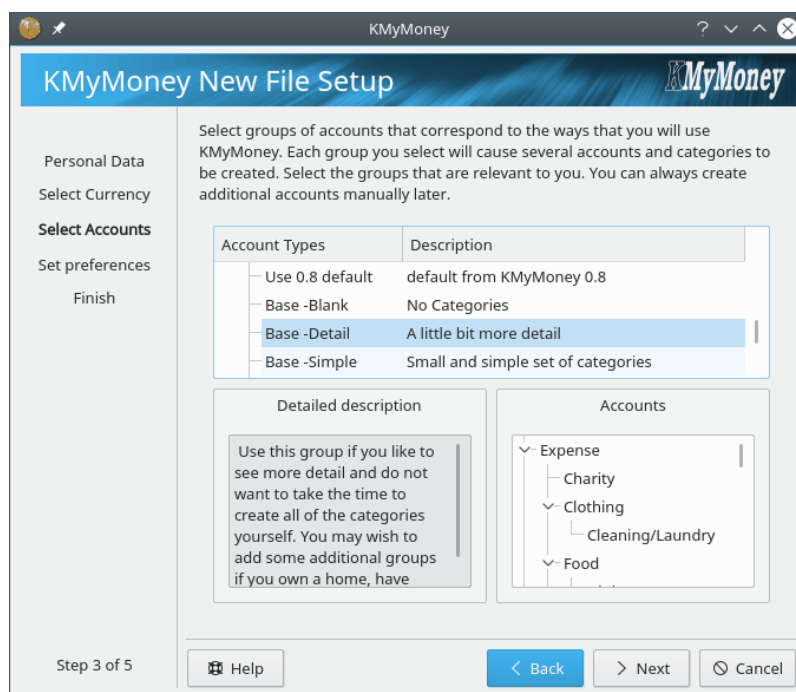 KMyMoney
KMyMoney New File Setup
KMyMoney
Personal Data
Select Currency
Select Accounts
Set preferences
Finish
Select groups of accounts that correspond to the ways that you will use
KMyMoney. Each group you select will cause several accounts and categories to
be created. Select the groups that are relevant to you. You can always create
additional accounts manually later.
Account Types Description
Use 0.8 default default from KMyMoney 0.8
Base -Blank No Categories
Base -Detail A little bit more detail
Base -Simple Small and simple set of categories
Detailed description
Use this group if you like to
see more detail and do not
want to take the time to
create all of the categories
yourself. You may wish to
add some additional groups
if you own a home, have
Accounts
Expense
Charity
Clothing
Cleaning/Laundry
Food
Step 3 of 5
Help
Back
Next
Cancel